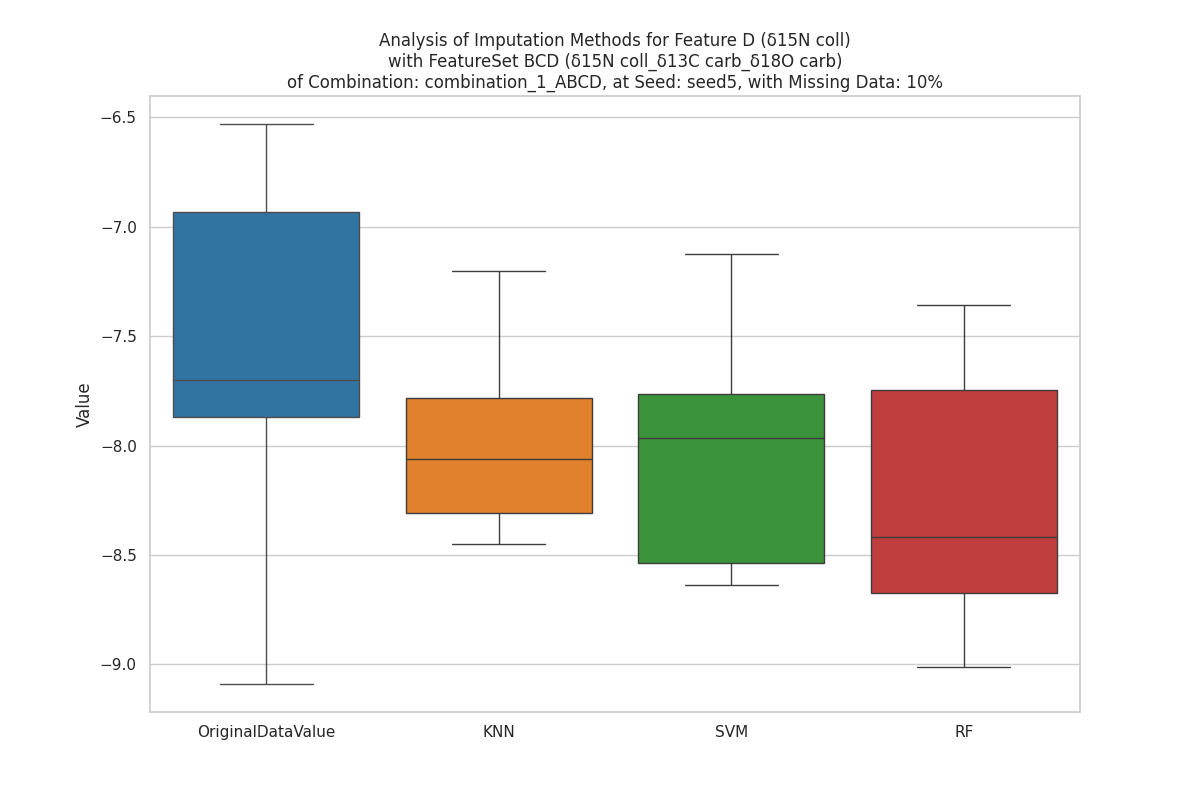 Analysis of Imputation Methods for Feature D (δ15N coll)
with FeatureSet BCD (δ15N coll_δ13C carb_δ18O carb)
of Combination: combination_1_ABCD, at Seed: seed5, with Missing Data: 10%
−6.5
−7.0
−7.5
−8.0
−8.5
−9.0
Value
OriginalDataValue
KNN
SVM
RF